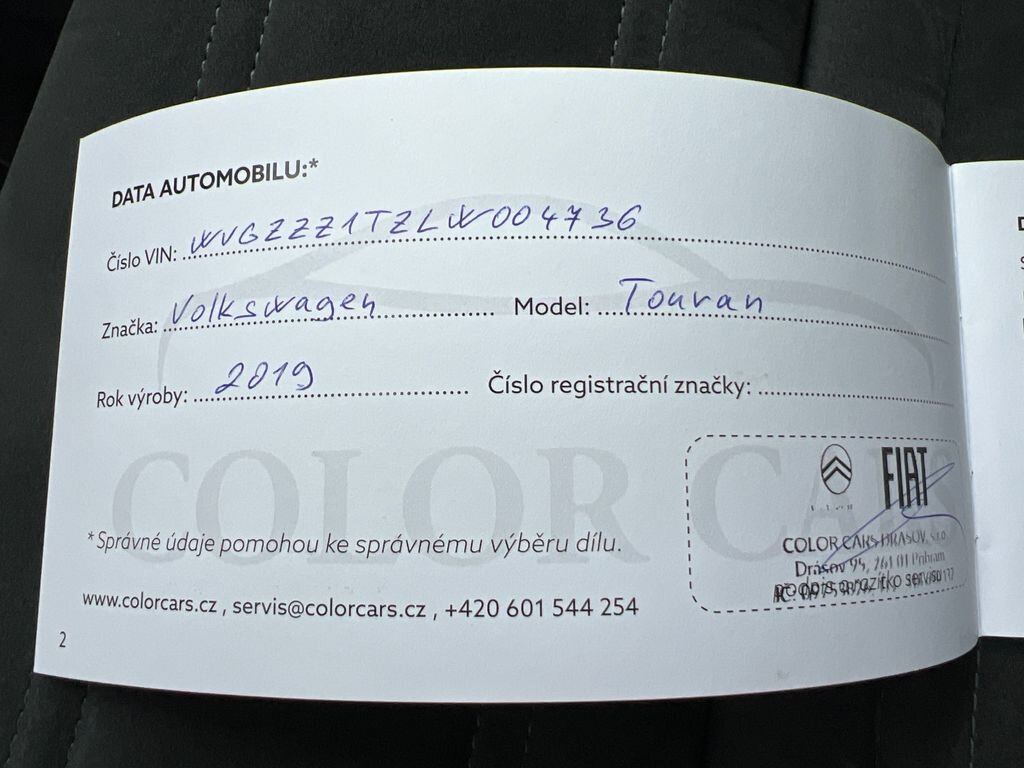 DATA AUTOMOBILU:*
Číslo VIN: WVGZZZ1TZLW004736
Značka: Volkswagen Model: Touran
Rok výroby: 2019 Číslo registrační značky:
COLOR CARS
FIAT
*Správné údaje pomohou ke správnému výběru dílu.
COLOR CARS DRASOV, s.r.o.
Drásov 95, 261 01 Příbram
podpis a razítko servisu
www.colorcars.cz , servis@colorcars.cz , +420 601 544 254
2